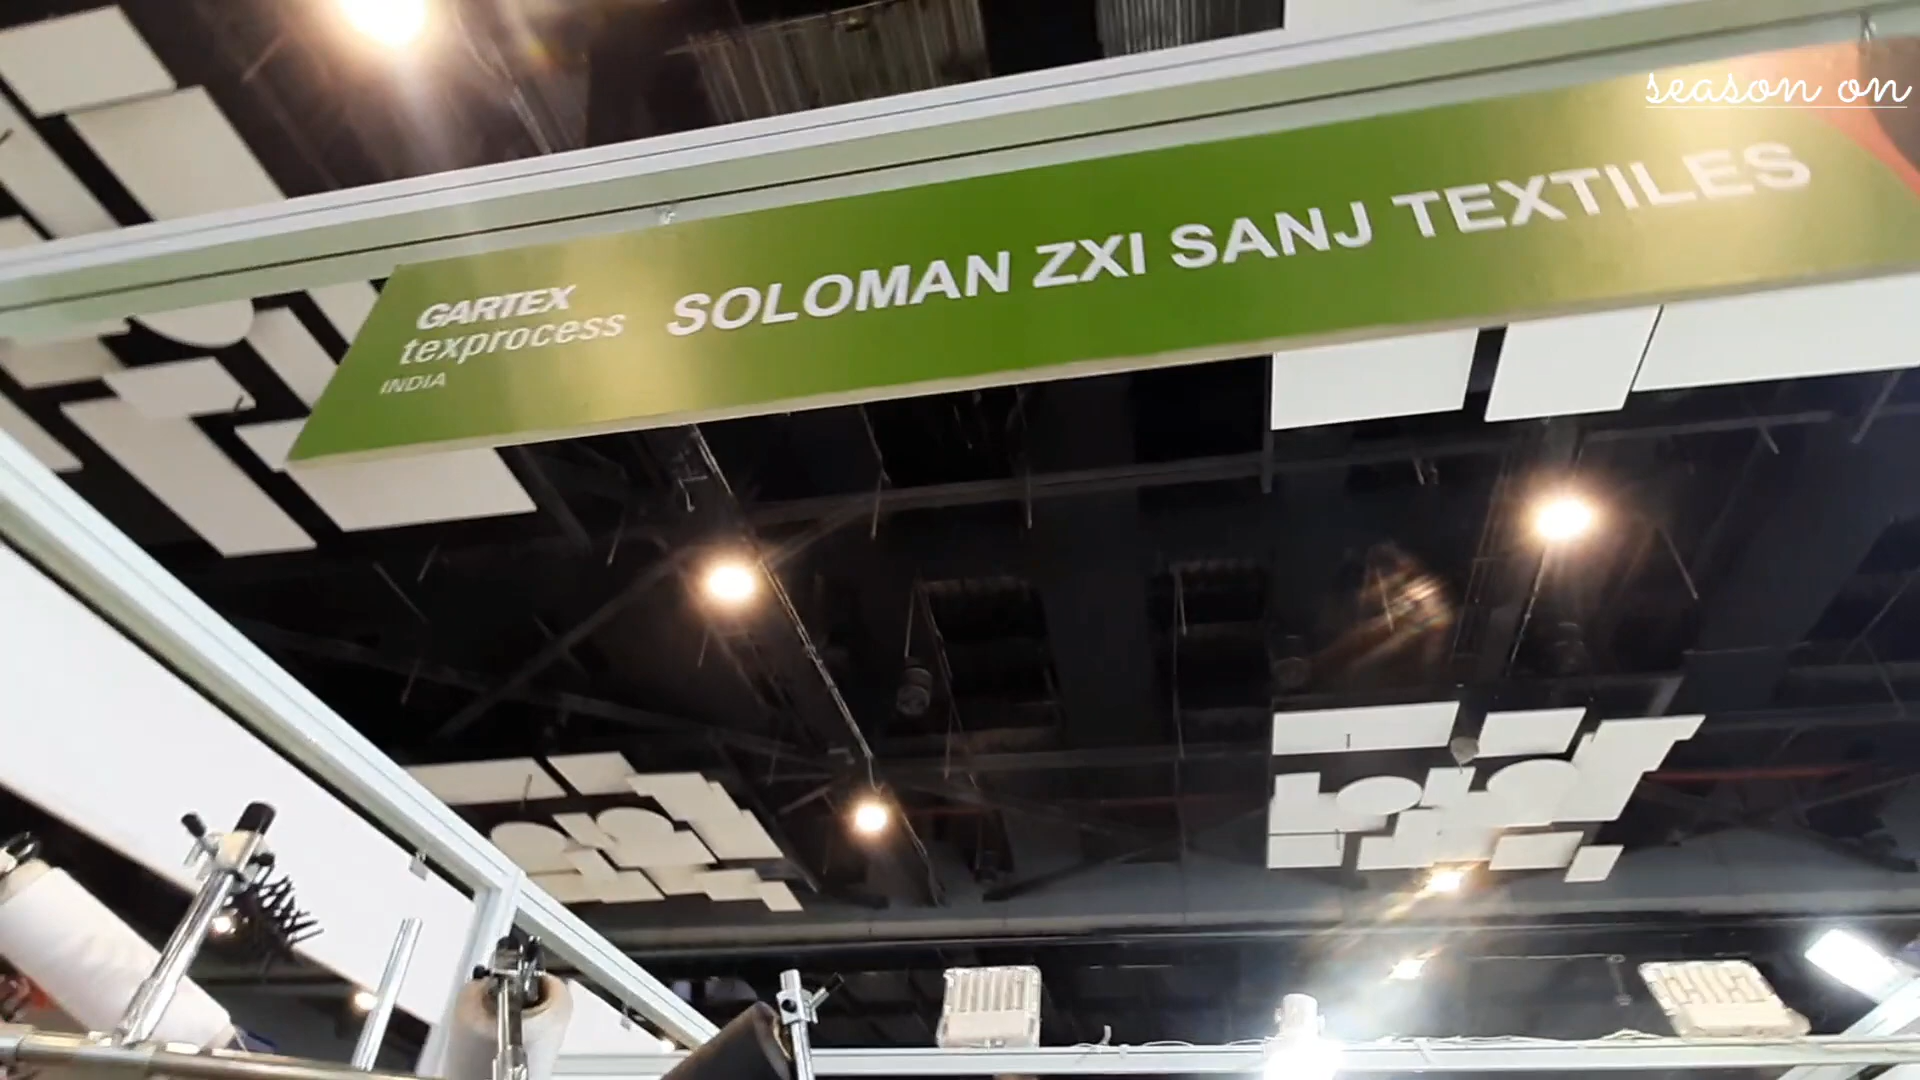 season on
GARTEX
texprocess
INDIA
SOLOMAN ZXI SANJ TEXTILES